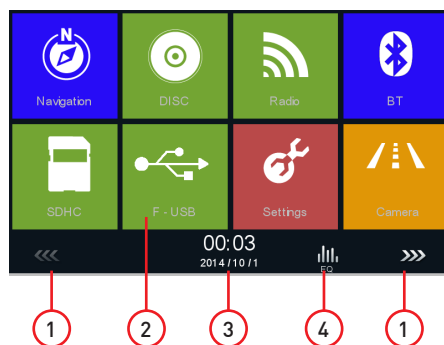 N
Navigation DISC Radio BT
SDHC F - USB Settings Camera
00:03
2014 / 10 / 1
EQ
1 2 3 4 1